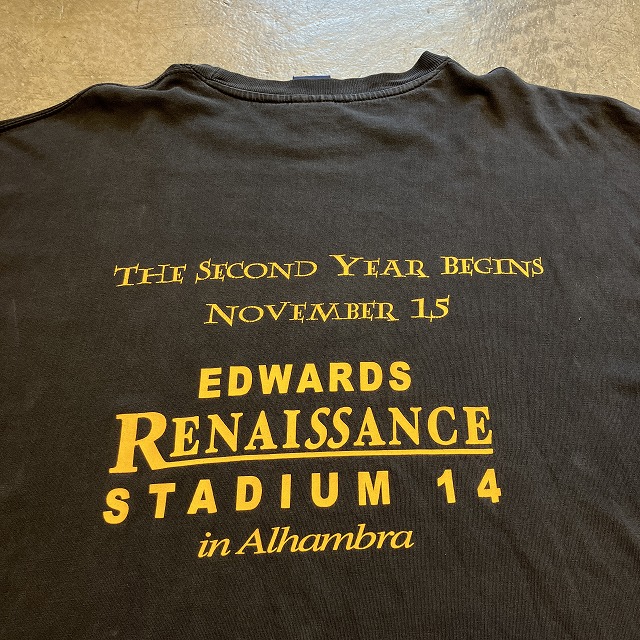 THE SECOND YEAR BEGINS
NOVEMBER 15
EDWARDS
RENAISSANCE
STADIUM 14
in Alhambra